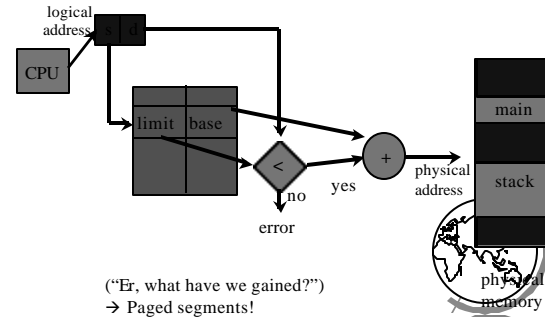 logical
address
s d
CPU
limit base
<
+
no
yes
error
physical
address
main
stack
physical
memory
("Er, what have we gained?")
→ Paged segments!